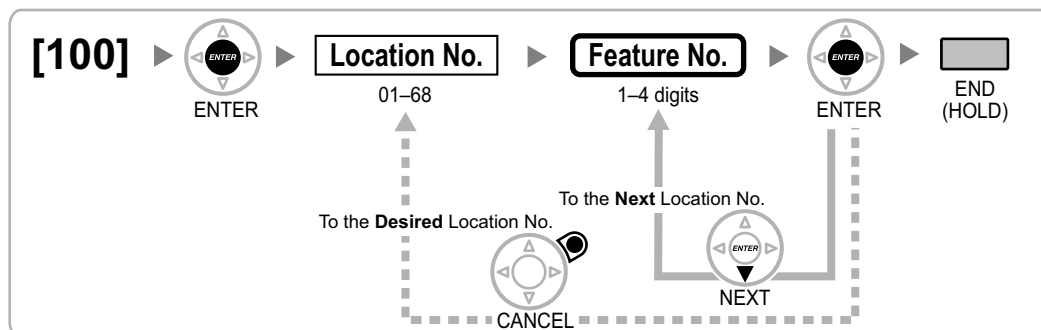 [100] ENTER Location No. Feature No. ENTER
ENTER 01–68 1–4 digits ENTER END
(HOLD)
To the Next Location No.
To the Desired Location No.
ENTER
NEXT
CANCEL